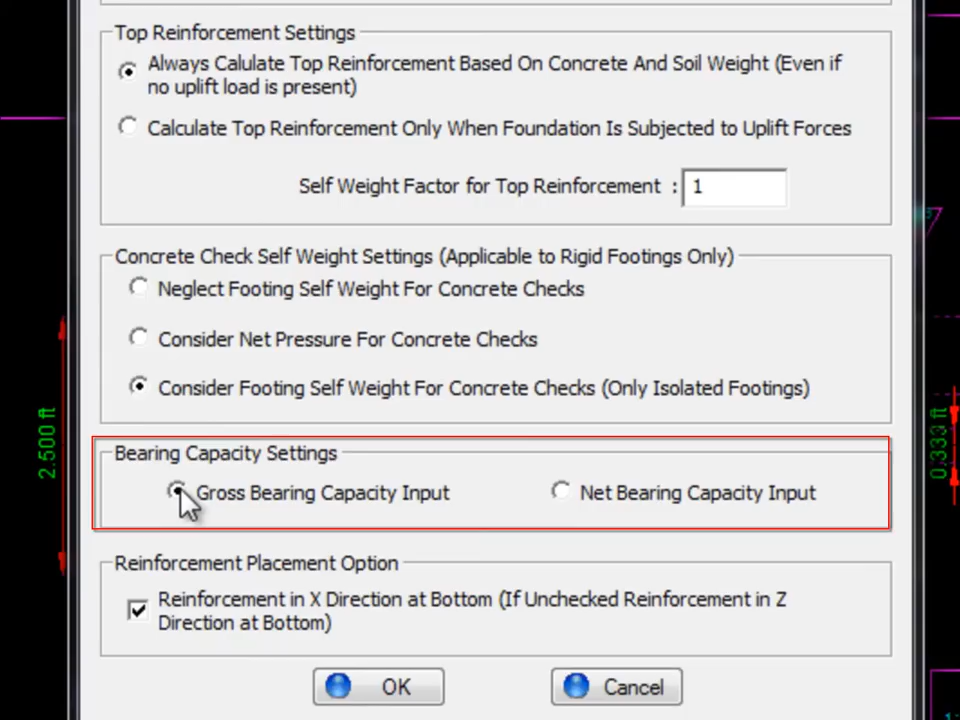 Top Reinforcement Settings
Always Calulate Top Reinforcement Based On Concrete And Soil Weight (Even if
no uplift load is present)
Calculate Top Reinforcement Only When Foundation Is Subjected to Uplift Forces
Self Weight Factor for Top Reinforcement : 1
Concrete Check Self Weight Settings (Applicable to Rigid Footings Only)
Neglect Footing Self Weight For Concrete Checks
Consider Net Pressure For Concrete Checks
Consider Footing Self Weight For Concrete Checks (Only Isolated Footings)
2.500 ft
0.333 ft
Bearing Capacity Settings
Gross Bearing Capacity Input Net Bearing Capacity Input
Reinforcement Placement Option
Reinforcement in X Direction at Bottom (If Unchecked Reinforcement in Z
Direction at Bottom)
OK Cancel